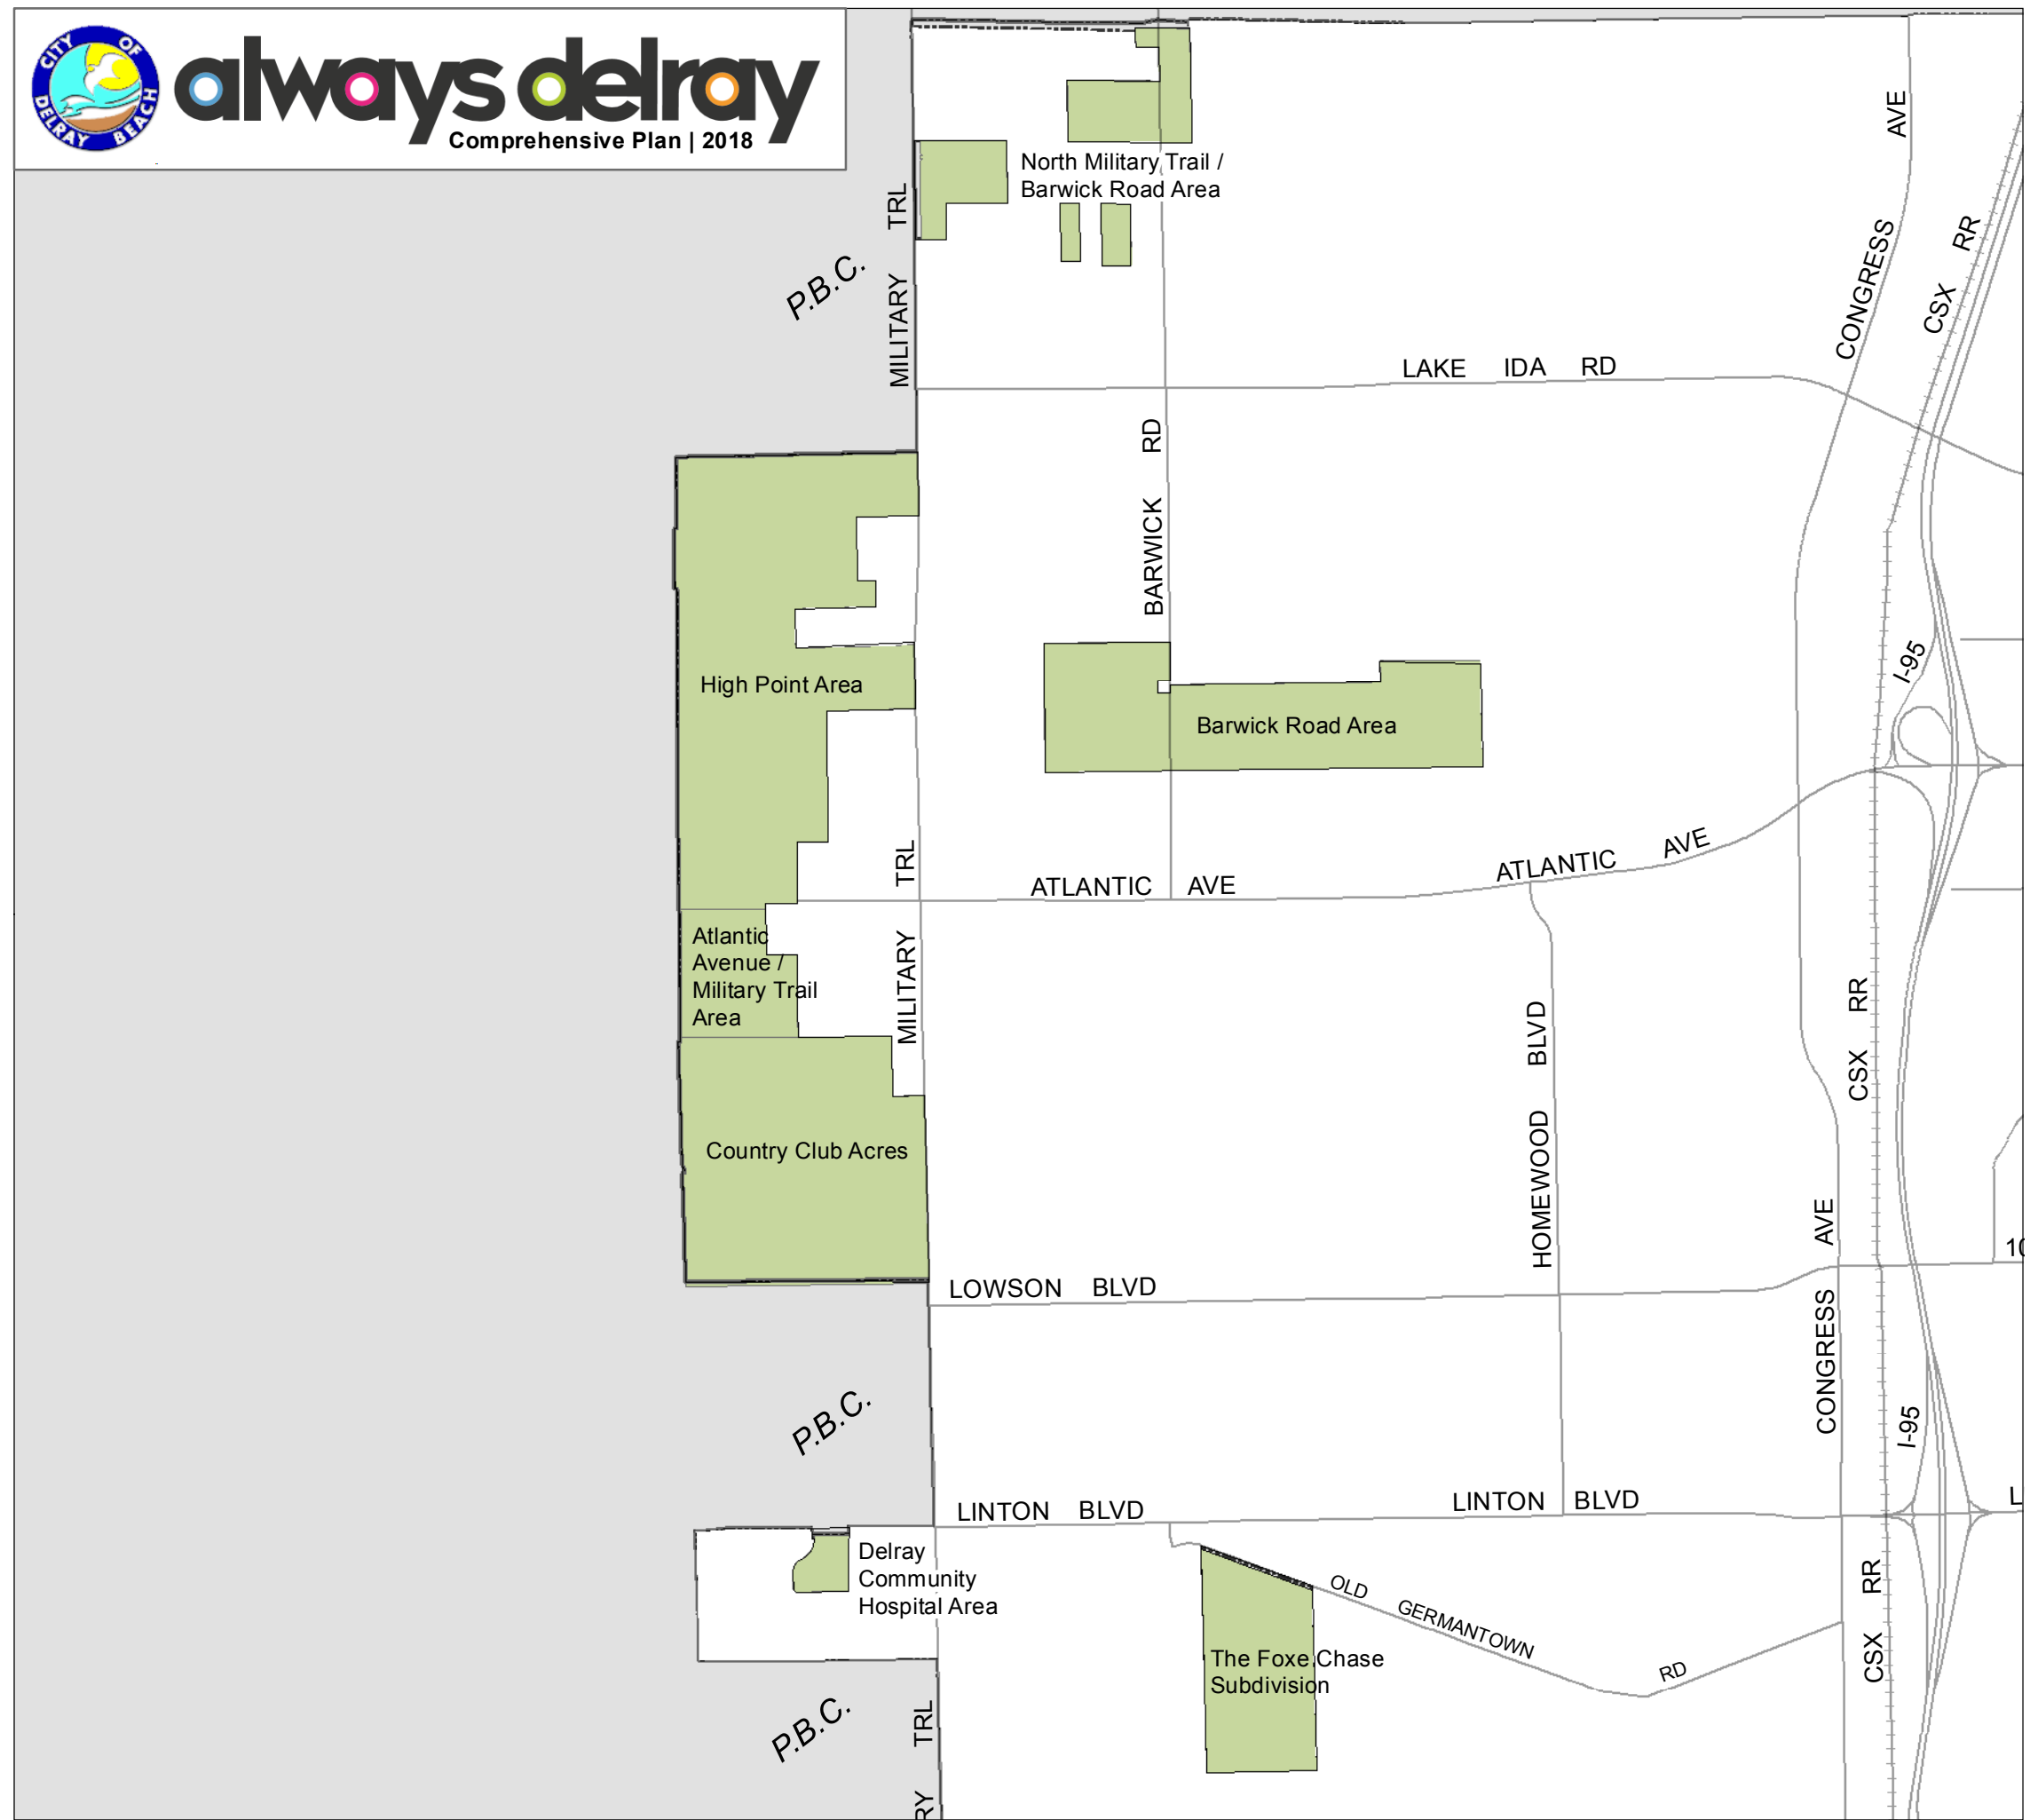 CITY OF
DELRAY BEACH
always delray
Comprehensive Plan | 2018
North Military Trail /
Barwick Road Area
MILITARY TRL
P.B.C.
CONGRESS AVE
CSX RR
LAKE IDA RD
BARWICK RD
I-95
High Point Area
Barwick Road Area
ATLANTIC AVE
ATLANTIC AVE
MILITARY TRL
Atlantic
Avenue /
Military Trail
Area
HOMEWOOD BLVD
CSX RR
Country Club Acres
CONGRESS AVE
10
LOWSON BLVD
P.B.C.
I-95
LINTON BLVD
LINTON BLVD
L
Delray
Community
Hospital Area
OLD GERMANTOWN RD
CSX RR
The Foxe Chase
Subdivision
P.B.C.
RY TRL